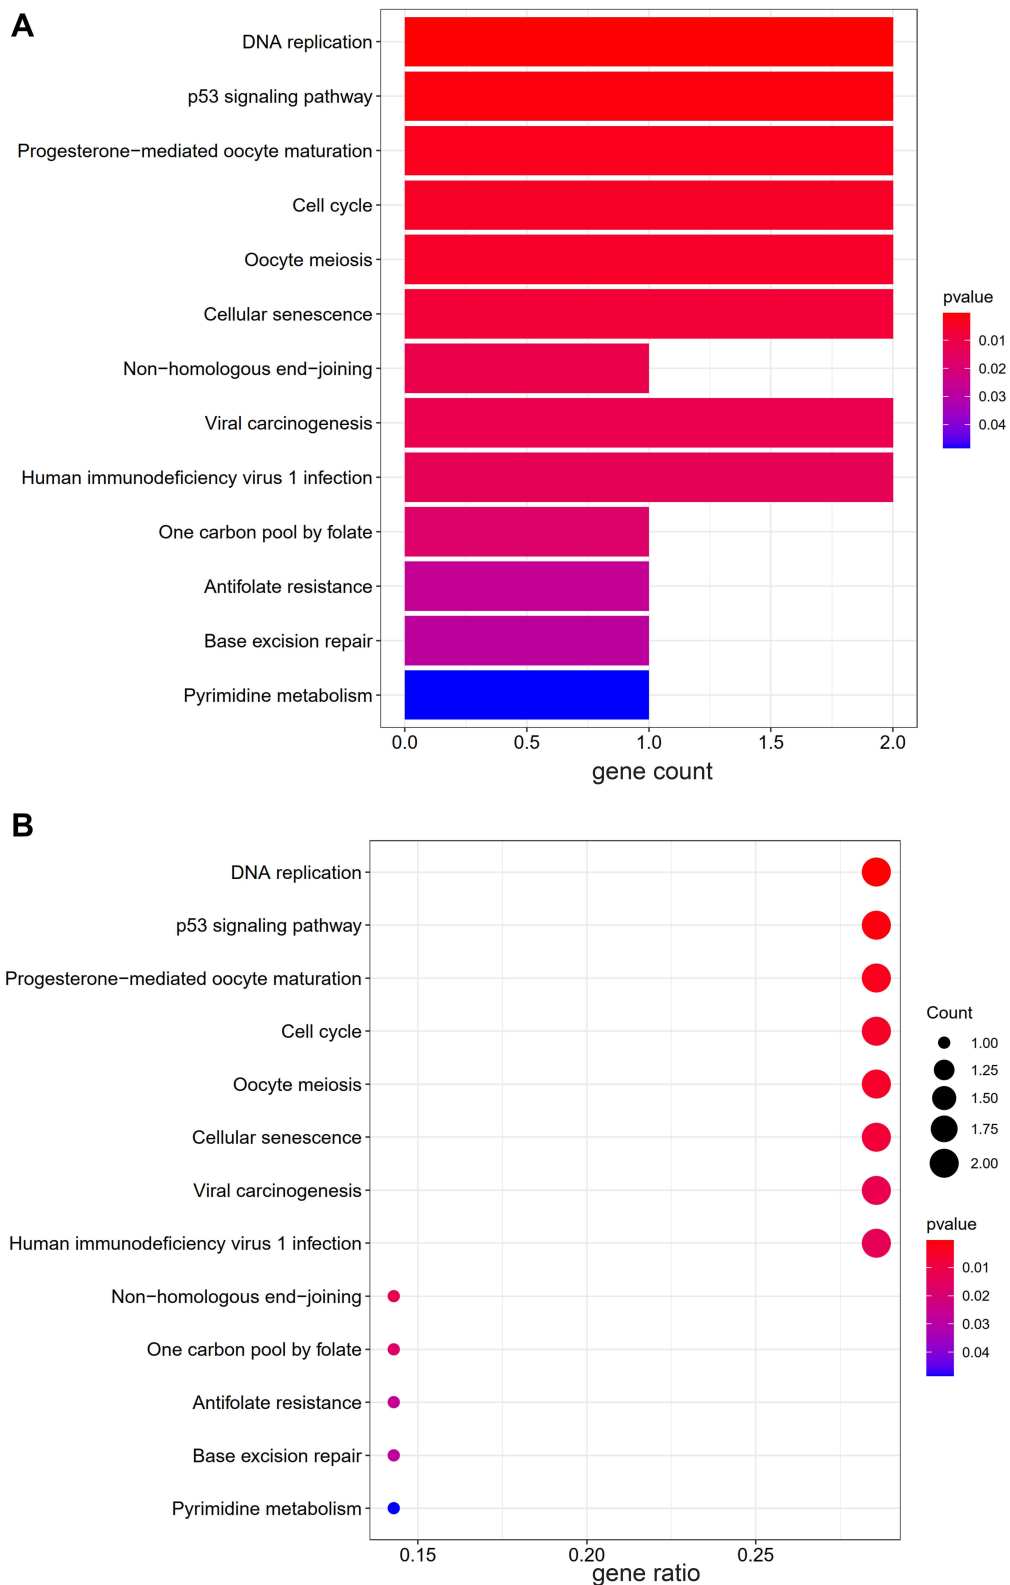 A
DNA replication
p53 signaling pathway
Progesterone−mediated oocyte maturation
Cell cycle
Oocyte meiosis
Cellular senescence
Non-homologous end-joining
Viral carcinogenesis
Human immunodeficiency virus 1 infection
One carbon pool by folate
Antifolate resistance
Base excision repair
Pyrimidine metabolism
0.0 0.5 1.0 1.5 2.0
gene count
pvalue
0.01
0.02
0.03
0.04
B
DNA replication
p53 signaling pathway
Progesterone−mediated oocyte maturation
Cell cycle
Oocyte meiosis
Cellular senescence
Viral carcinogenesis
Human immunodeficiency virus 1 infection
Non−homologous end−joining
One carbon pool by folate
Antifolate resistance
Base excision repair
Pyrimidine metabolism
0.15 0.20 0.25
gene ratio
Count
1.00
1.25
1.50
1.75
2.00
pvalue
0.01
0.02
0.03
0.04